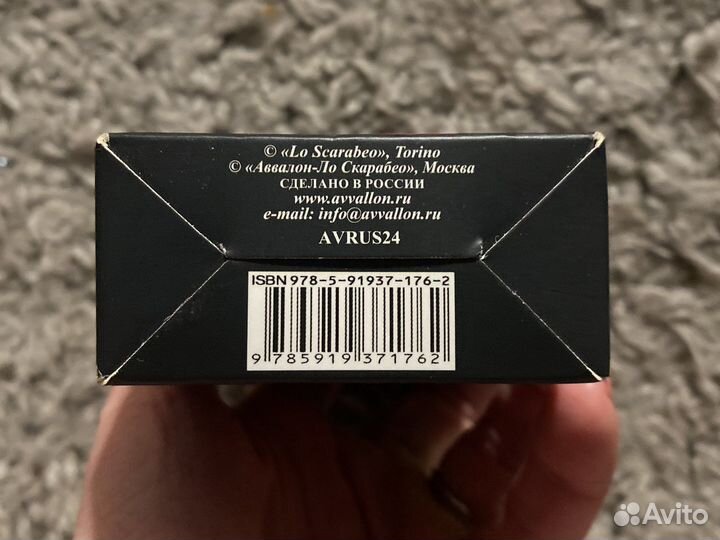 © «Lo Scarabeo», Torino
© «Аввалон-Ло Скарабео», Москва
СДЕЛАНО В РОССИИ
www.avvallon.ru
e-mail: info@avvallon.ru
AVRUS24
ISBN 978-5-91937-176-2
9 785919 371762
Avito